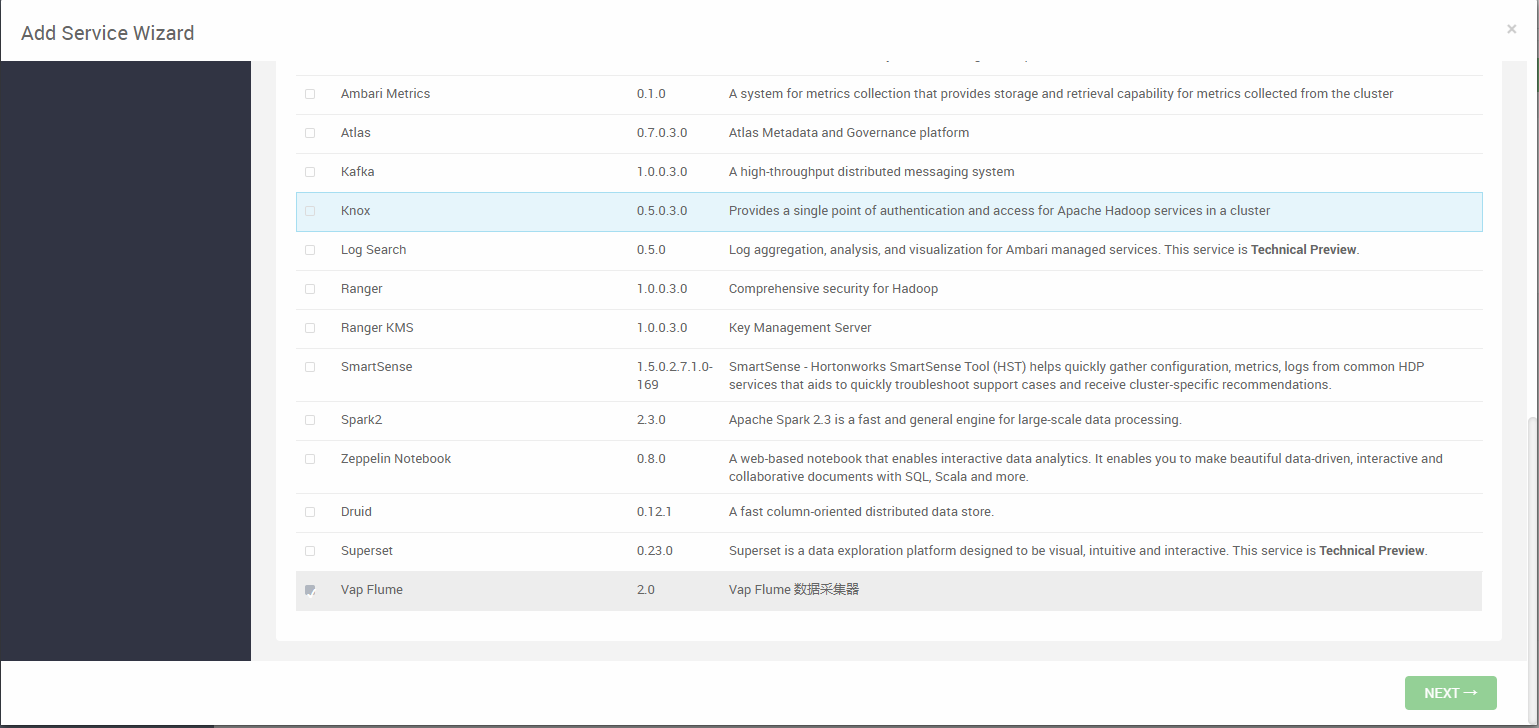 Add Service Wizard
×
Ambari Metrics 0.1.0 A system for metrics collection that provides storage and retrieval capability for metrics collected from the cluster
Atlas 0.7.0.3.0 Atlas Metadata and Governance platform
Kafka 1.0.0.3.0 A high-throughput distributed messaging system
Knox 0.5.0.3.0 Provides a single point of authentication and access for Apache Hadoop services in a cluster
Log Search 0.5.0 Log aggregation, analysis, and visualization for Ambari managed services. This service is Technical Preview.
Ranger 1.0.0.3.0 Comprehensive security for Hadoop
Ranger KMS 1.0.0.3.0 Key Management Server
SmartSense 1.5.0.2.7.1.0- SmartSense - Hortonworks SmartSense Tool (HST) helps quickly gather configuration, metrics, logs from common HDP
169 services that aids to quickly troubleshoot support cases and receive cluster-specific recommendations.
Spark2 2.3.0 Apache Spark 2.3 is a fast and general engine for large-scale data processing.
Zeppelin Notebook 0.8.0 A web-based notebook that enables interactive data analytics. It enables you to make beautiful data-driven, interactive and
collaborative documents with SQL, Scala and more.
Druid 0.12.1 A fast column-oriented distributed data store.
Superset 0.23.0 Superset is a data exploration platform designed to be visual, intuitive and interactive. This service is Technical Preview.
Vap Flume 2.0 Vap Flume 数据采集器
NEXT →